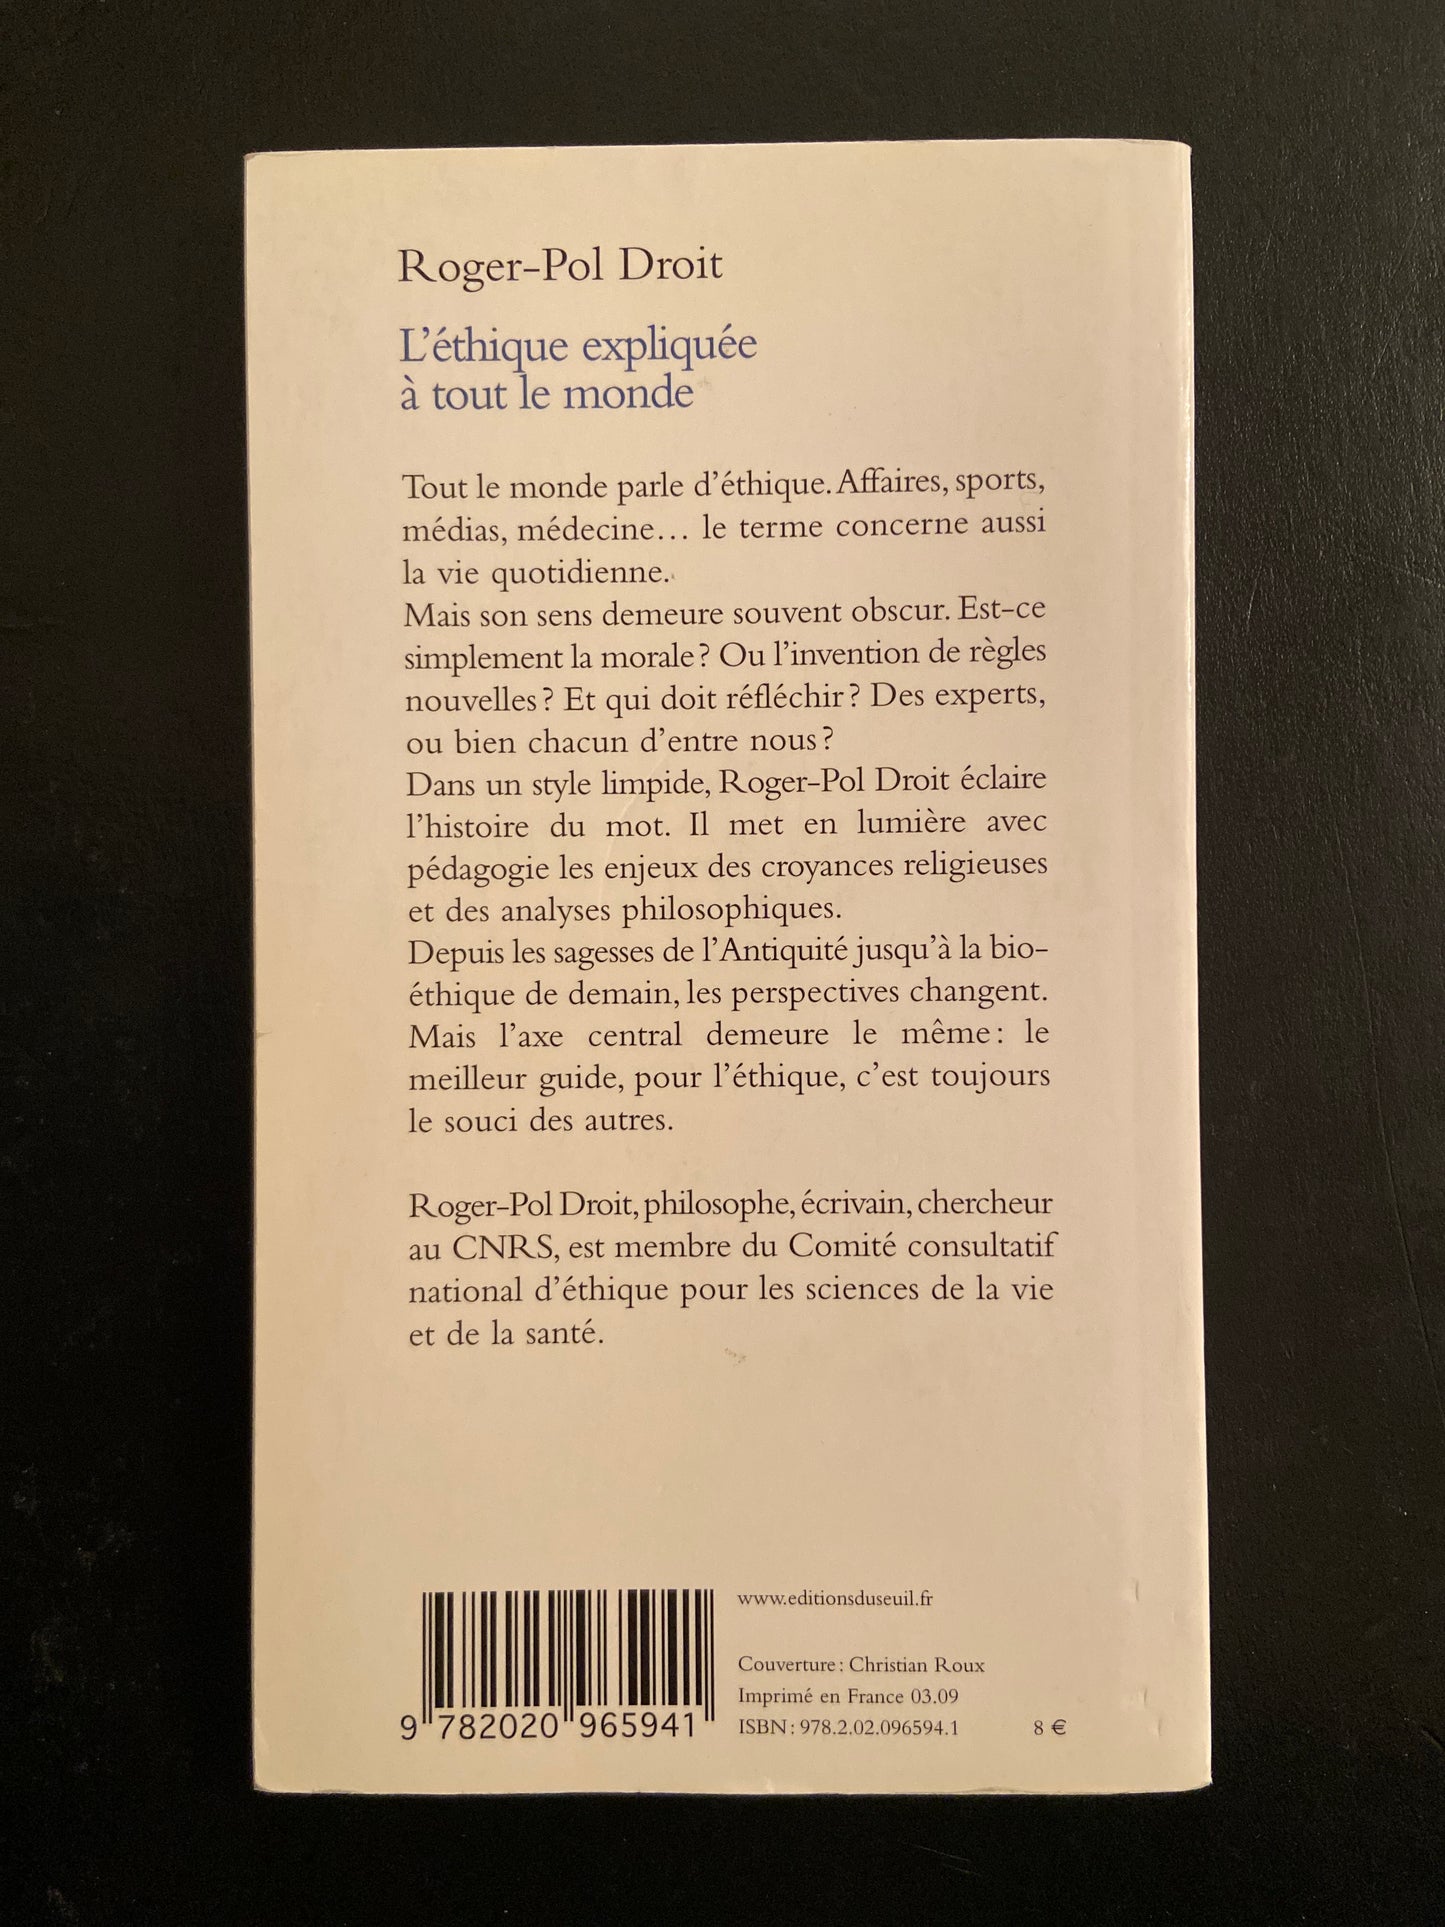 Roger-Pol Droit
L'éthique expliquée
à tout le monde
Tout le monde parle d'éthique. Affaires, sports,
médias, médecine… le terme concerne aussi
la vie quotidienne.
Mais son sens demeure souvent obscur. Est-ce
simplement la morale ? Ou l'invention de règles
nouvelles ? Et qui doit réfléchir ? Des experts,
ou bien chacun d'entre nous ?
Dans un style limpide, Roger-Pol Droit éclaire
l'histoire du mot. Il met en lumière avec
pédagogie les enjeux des croyances religieuses
et des analyses philosophiques.
Depuis les sagesses de l'Antiquité jusqu'à la bio-
éthique de demain, les perspectives changent.
Mais l'axe central demeure le même : le
meilleur guide, pour l'éthique, c'est toujours
le souci des autres.
Roger-Pol Droit, philosophe, écrivain, chercheur
au CNRS, est membre du Comité consultatif
national d'éthique pour les sciences de la vie
et de la santé.
www.editionsduseuil.fr
Couverture : Christian Roux
Imprimé en France 03.09
ISBN : 978.2.02.096594.1 8 €
9 782020 965941